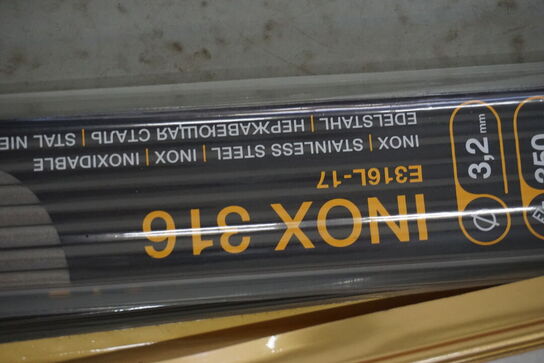 INOX 316
E316L-17
INOX | STAINLESS STEEL | INOX | INOXIDABLE
EDELSTAHL | НЕРЖАВЕЮЩАЯ СТАЛЬ | STAL NIE
Ø 3,2 mm
350